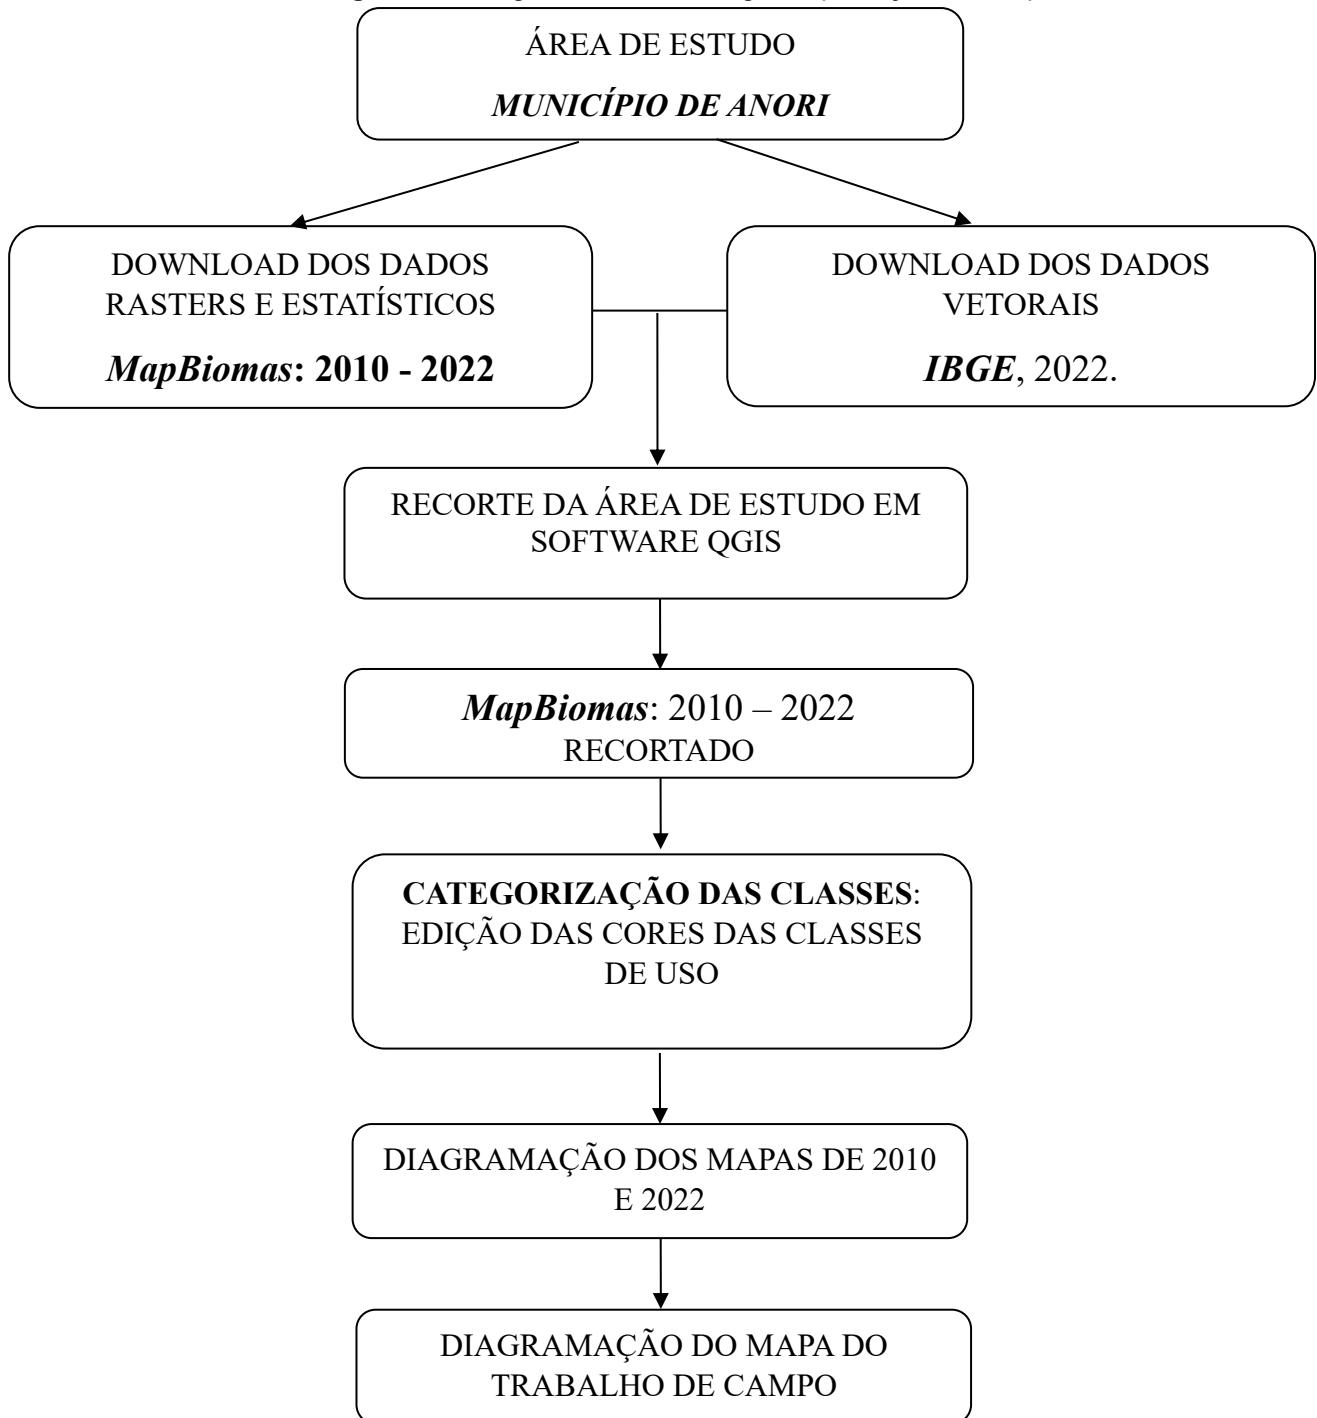 ÁREA DE ESTUDO
MUNICÍPIO DE ANORI
DOWNLOAD DOS DADOS
RASTERS E ESTATÍSTICOS
MapBiomas: 2010 - 2022
DOWNLOAD DOS DADOS
VETORAIS
IBGE, 2022.
RECORTE DA ÁREA DE ESTUDO EM
SOFTWARE QGIS
MapBiomas: 2010 – 2022
RECORTADO
CATEGORIZAÇÃO DAS CLASSES:
EDIÇÃO DAS CORES DAS CLASSES
DE USO
DIAGRAMAÇÃO DOS MAPAS DE 2010
E 2022
DIAGRAMAÇÃO DO MAPA DO
TRABALHO DE CAMPO